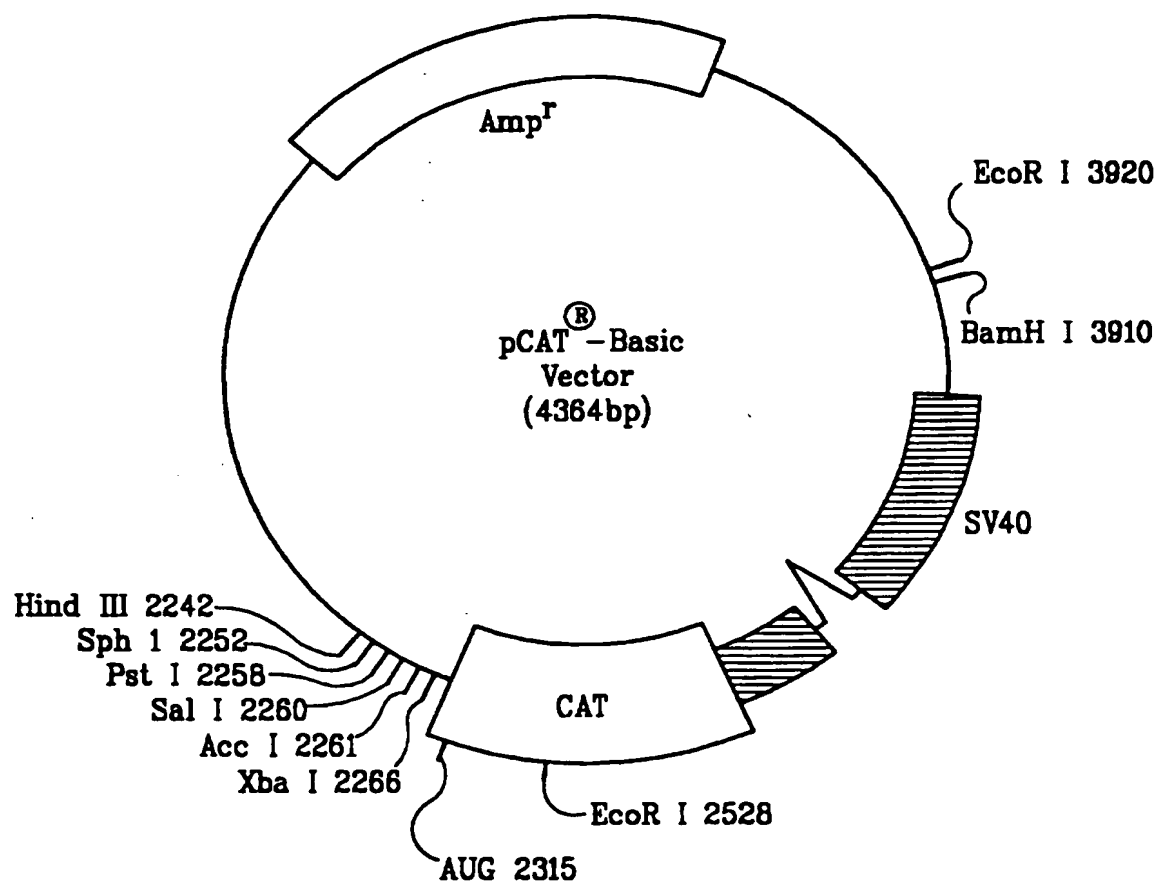 Ampʳ
EcoR I 3920
BamH I 3910
pCAT®-Basic
Vector
(4364bp)
SV40
Hind III 2242
Sph 1 2252
Pst I 2258
Sal I 2260
Acc I 2261
Xba I 2266
CAT
EcoR I 2528
AUG 2315